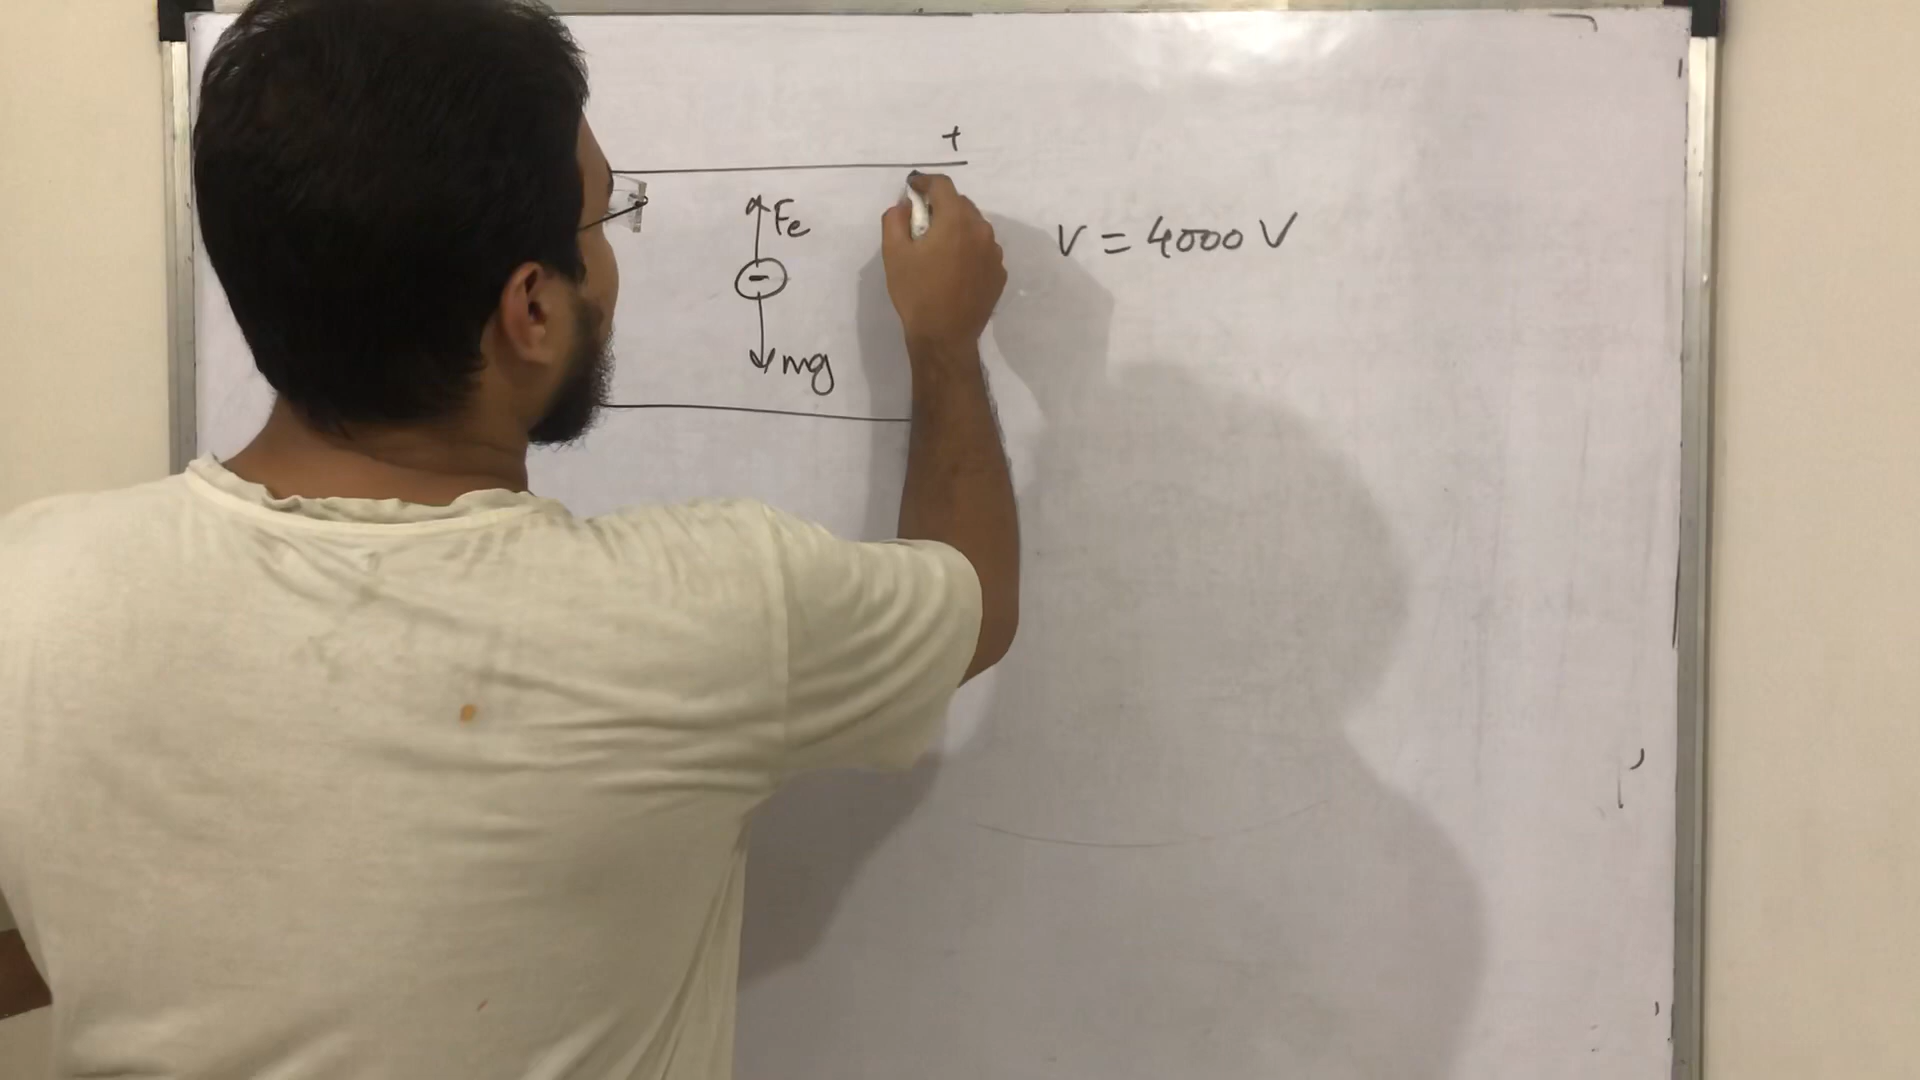 +
Fe
V = 4000 V
-
mg